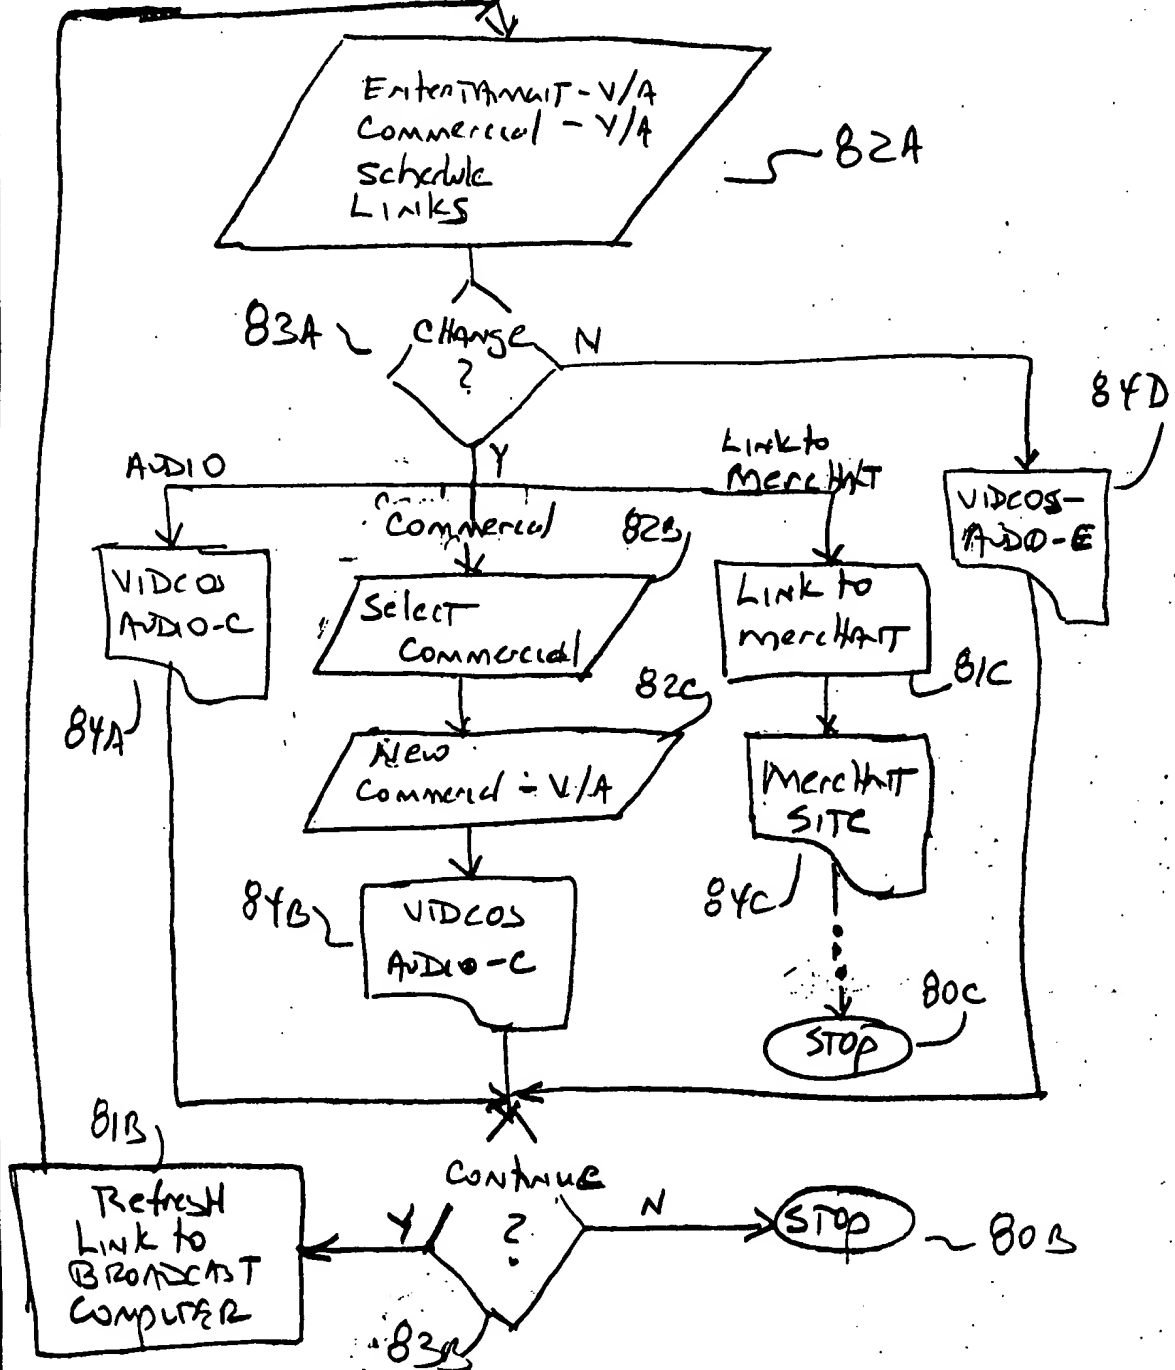 Entertainment - V/A
Commercial - V/A
Schedule
Links
82A
83A
Change
?
N
84D
Y
Audio
Link to
Merchant
Commercial
82B
Videos-
Audio-E
Videos
Audio-C
Select
Commercial
Link to
Merchant
81C
84A
82C
New
Commercial - V/A
Merchant
Site
84C
84B
Videos
Audio-C
80C
Stop
81B
Continue
?
Y
N
Stop
80B
Refresh
Link to
Broadcast
Computer
83B